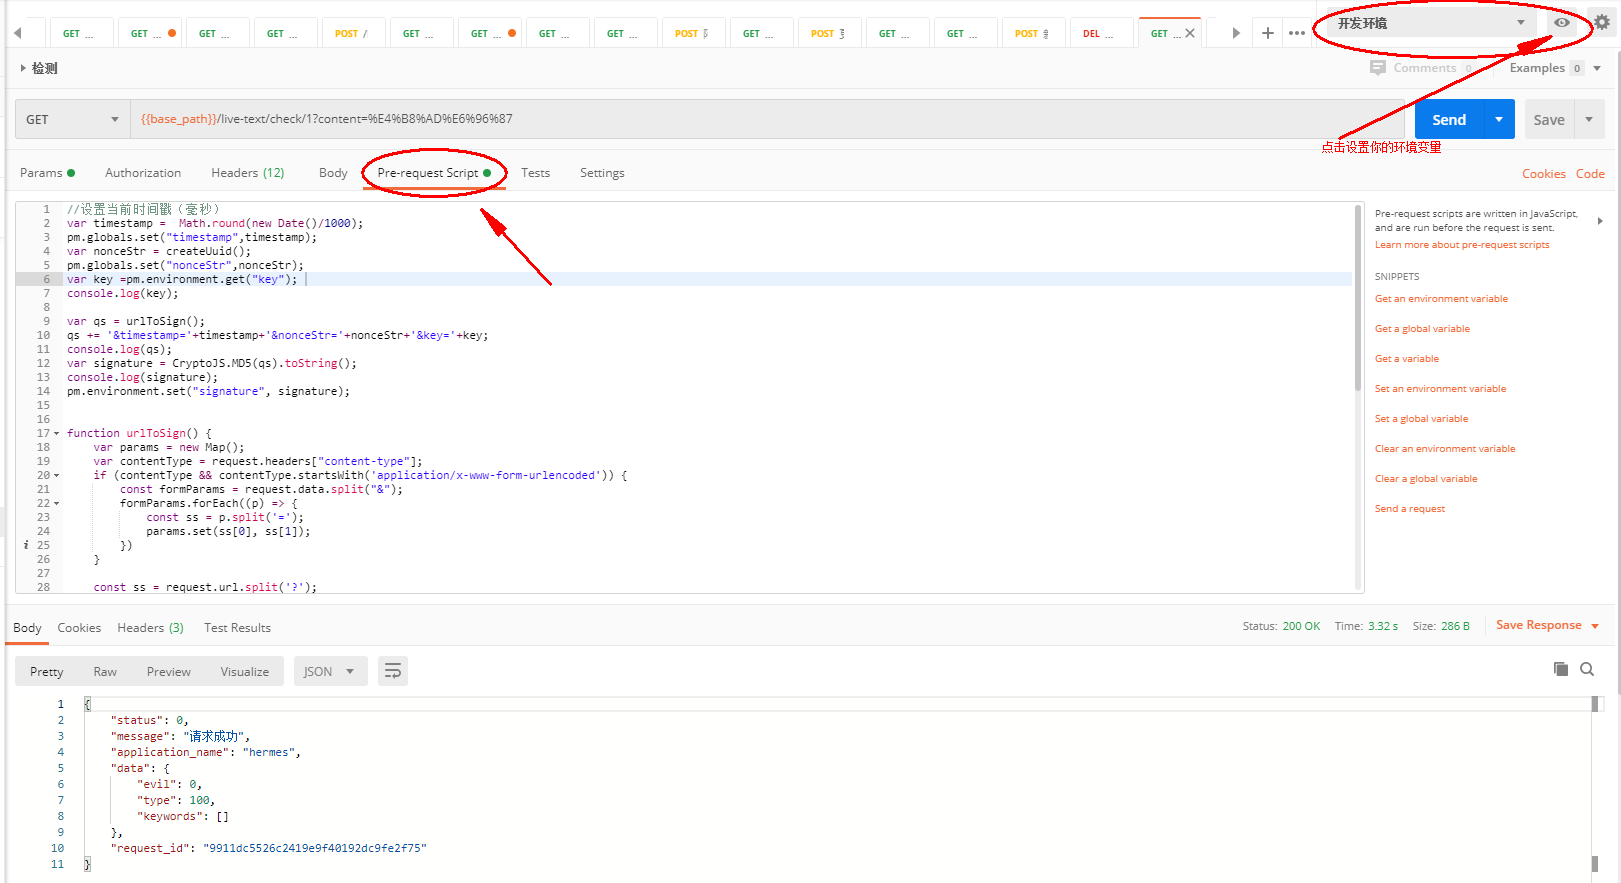 GET ... GET ... GET ... GET ... POST / GET ... GET ... GET ... GET ... POST GET ... POST GET ... GET ... POST DEL ... GET ... 开发环境
检测 Comments 0 Examples 0
GET {{base_path}}/live-text/check/1?content=%E4%B8%AD%E6%96%87 Send Save
点击设置你的环境变量
Params Authorization Headers (12) Body Pre-request Script Tests Settings Cookies Code
1 //设置当前时间戳（毫秒）
2 var timestamp =  Math.round(new Date()/1000);
3 pm.globals.set("timestamp",timestamp);
4 var nonceStr = createUuid();
5 pm.globals.set("nonceStr",nonceStr);
6 var key =pm.environment.get("key");
7 console.log(key);
8
9 var qs = urlToSign();
10 qs += '&timestamp='+timestamp+'&nonceStr='+nonceStr+'&key='+key;
11 console.log(qs);
12 var signature = CryptoJS.MD5(qs).toString();
13 console.log(signature);
14 pm.environment.set("signature", signature);
15
16
17 function urlToSign() {
18     var params = new Map();
19     var contentType = request.headers["content-type"];
20     if (contentType && contentType.startsWith('application/x-www-form-urlencoded')) {
21         const formParams = request.data.split("&");
22         formParams.forEach((p) => {
23             const ss = p.split('=');
24             params.set(ss[0], ss[1]);
25         })
26     }
27
28     const ss = request.url.split('?');
Pre-request scripts are written in JavaScript,
and are run before the request is sent.
Learn more about pre-request scripts
SNIPPETS
Get an environment variable
Get a global variable
Get a variable
Set an environment variable
Set a global variable
Clear an environment variable
Clear a global variable
Send a request
Body Cookies Headers (3) Test Results Status: 200 OK Time: 3.32 s Size: 286 B Save Response
Pretty Raw Preview Visualize JSON
1 {
2     "status": 0,
3     "message": "请求成功",
4     "application_name": "hermes",
5     "data": {
6         "evil": 0,
7         "type": 100,
8         "keywords": []
9     },
10     "request_id": "9911dc5526c2419e9f40192dc9fe2f75"
11 }